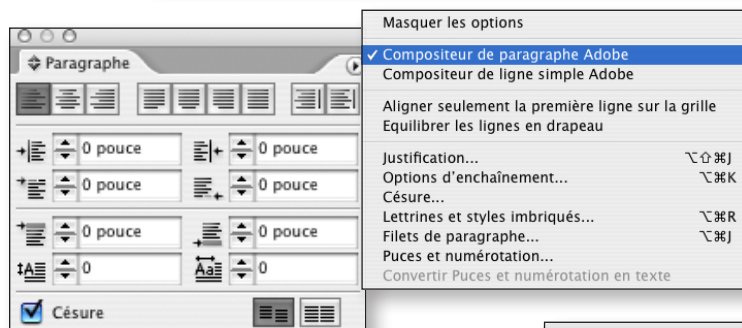 Paragraphe
0 pouce
0 pouce
0 pouce
0 pouce
0 pouce
0 pouce
0
0
Césure
Masquer les options
Compositeur de paragraphe Adobe
Compositeur de ligne simple Adobe
Aligner seulement la première ligne sur la grille
Equilibrer les lignes en drapeau
Justification... ⌥⇧⌘J
Options d'enchaînement... ⌥⌘K
Césure...
Lettrines et styles imbriqués... ⌥⌘R
Filets de paragraphe... ⌥⌘J
Puces et numérotation...
Convertir Puces et numérotation en texte